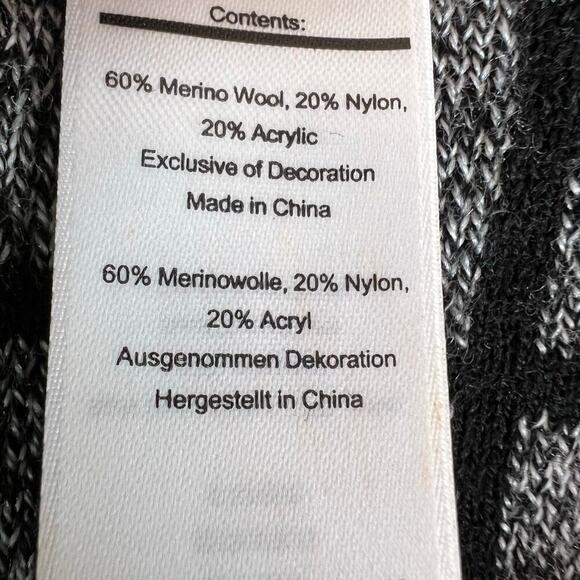 Contents:
60% Merino Wool, 20% Nylon,
20% Acrylic
Exclusive of Decoration
Made in China
60% Merinowolle, 20% Nylon,
20% Acryl
Ausgenommen Dekoration
Hergestellt in China